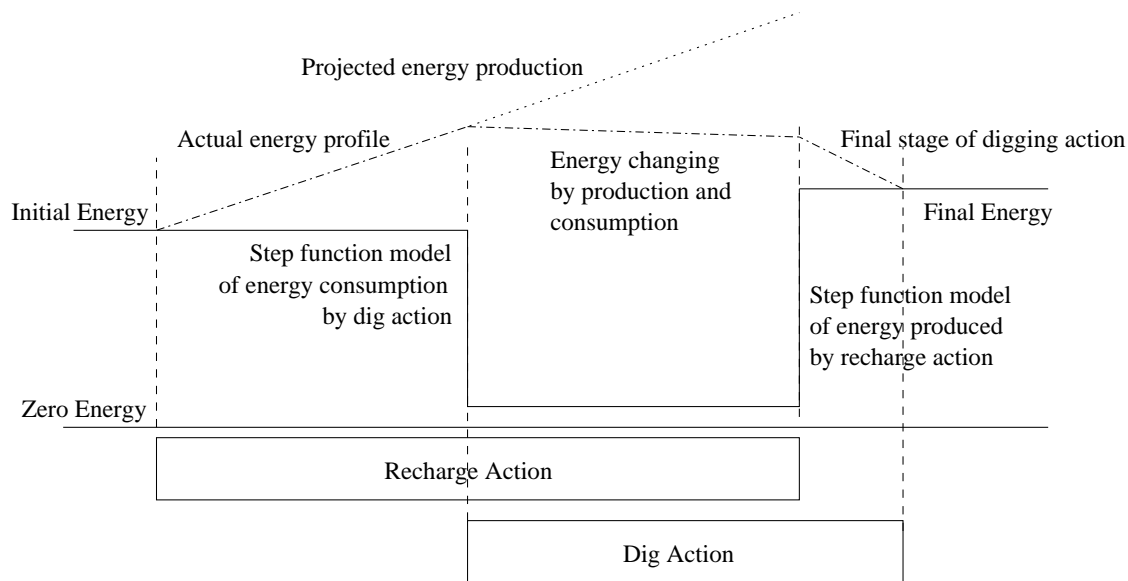 Projected energy production
Actual energy profile
Final stage of digging action
Energy changing
by production and
consumption
Initial Energy
Final Energy
Step function model
of energy consumption
by dig action
Step function model
of energy produced
by recharge action
Zero Energy
Recharge Action
Dig Action